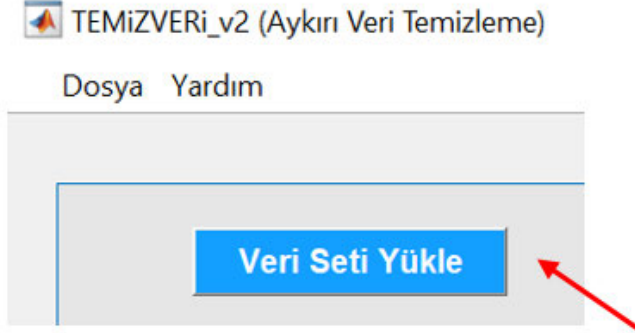 TEMiZVERi_v2 (Aykırı Veri Temizleme)
Dosya Yardım
Veri Seti Yükle